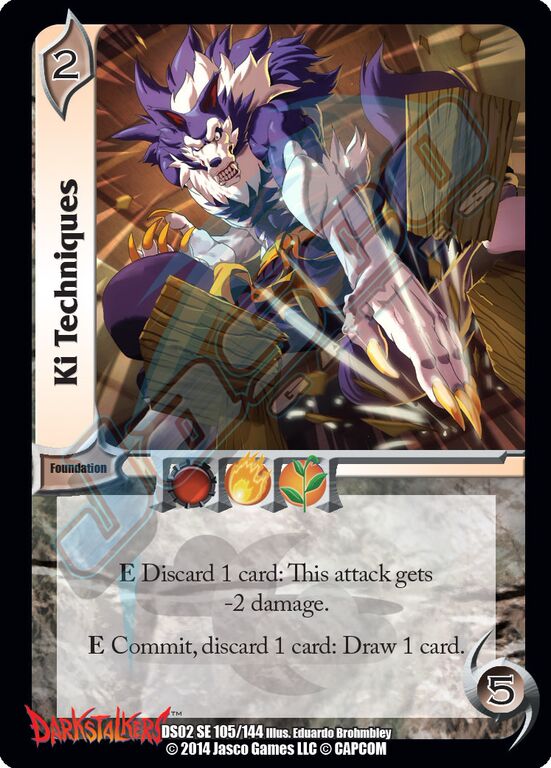 2
Ki Techniques
Foundation
E Discard 1 card: This attack gets
-2 damage.
E Commit, discard 1 card: Draw 1 card.
5
DARKSTALKERS™
DS02 SE 105/144 Illus. Eduardo Brohmbley
© 2014 Jasco Games LLC © CAPCOM